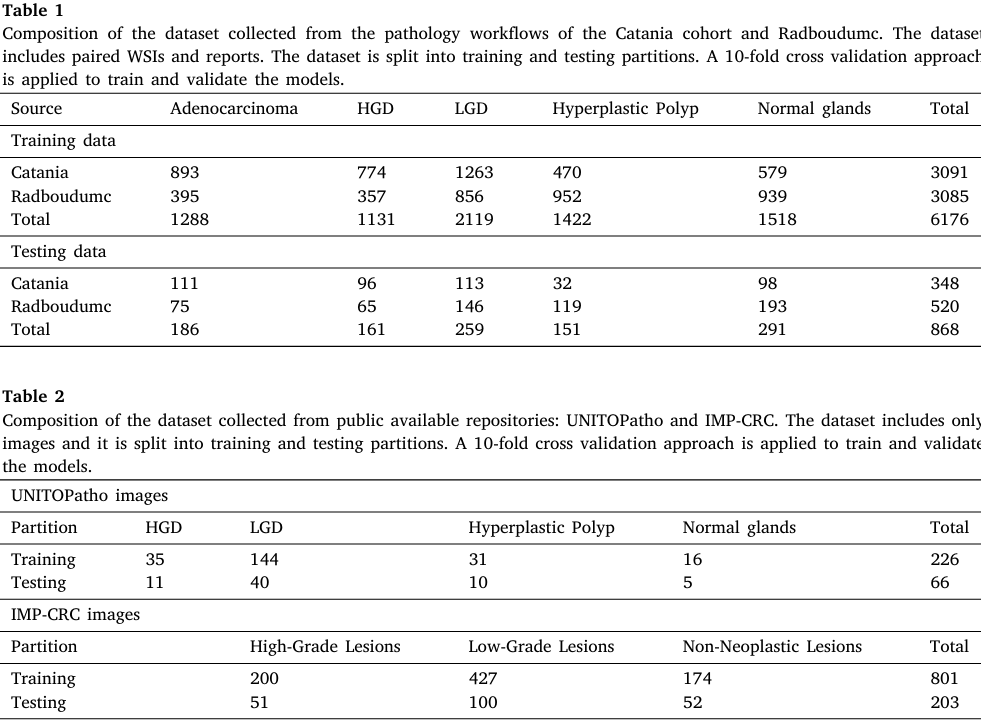 Table 1
Composition of the dataset collected from the pathology workflows of the Catania cohort and Radboudumc. The dataset
includes paired WSIs and reports. The dataset is split into training and testing partitions. A 10-fold cross validation approach
is applied to train and validate the models.
Source Adenocarcinoma HGD LGD Hyperplastic Polyp Normal glands Total
Training data
Catania 893 774 1263 470 579 3091
Radboudumc 395 357 856 952 939 3085
Total 1288 1131 2119 1422 1518 6176
Testing data
Catania 111 96 113 32 98 348
Radboudumc 75 65 146 119 193 520
Total 186 161 259 151 291 868
Table 2
Composition of the dataset collected from public available repositories: UNITOPatho and IMP-CRC. The dataset includes only
images and it is split into training and testing partitions. A 10-fold cross validation approach is applied to train and validate
the models.
UNITOPatho images
Partition HGD LGD Hyperplastic Polyp Normal glands Total
Training 35 144 31 16 226
Testing 11 40 10 5 66
IMP-CRC images
Partition High-Grade Lesions Low-Grade Lesions Non-Neoplastic Lesions Total
Training 200 427 174 801
Testing 51 100 52 203